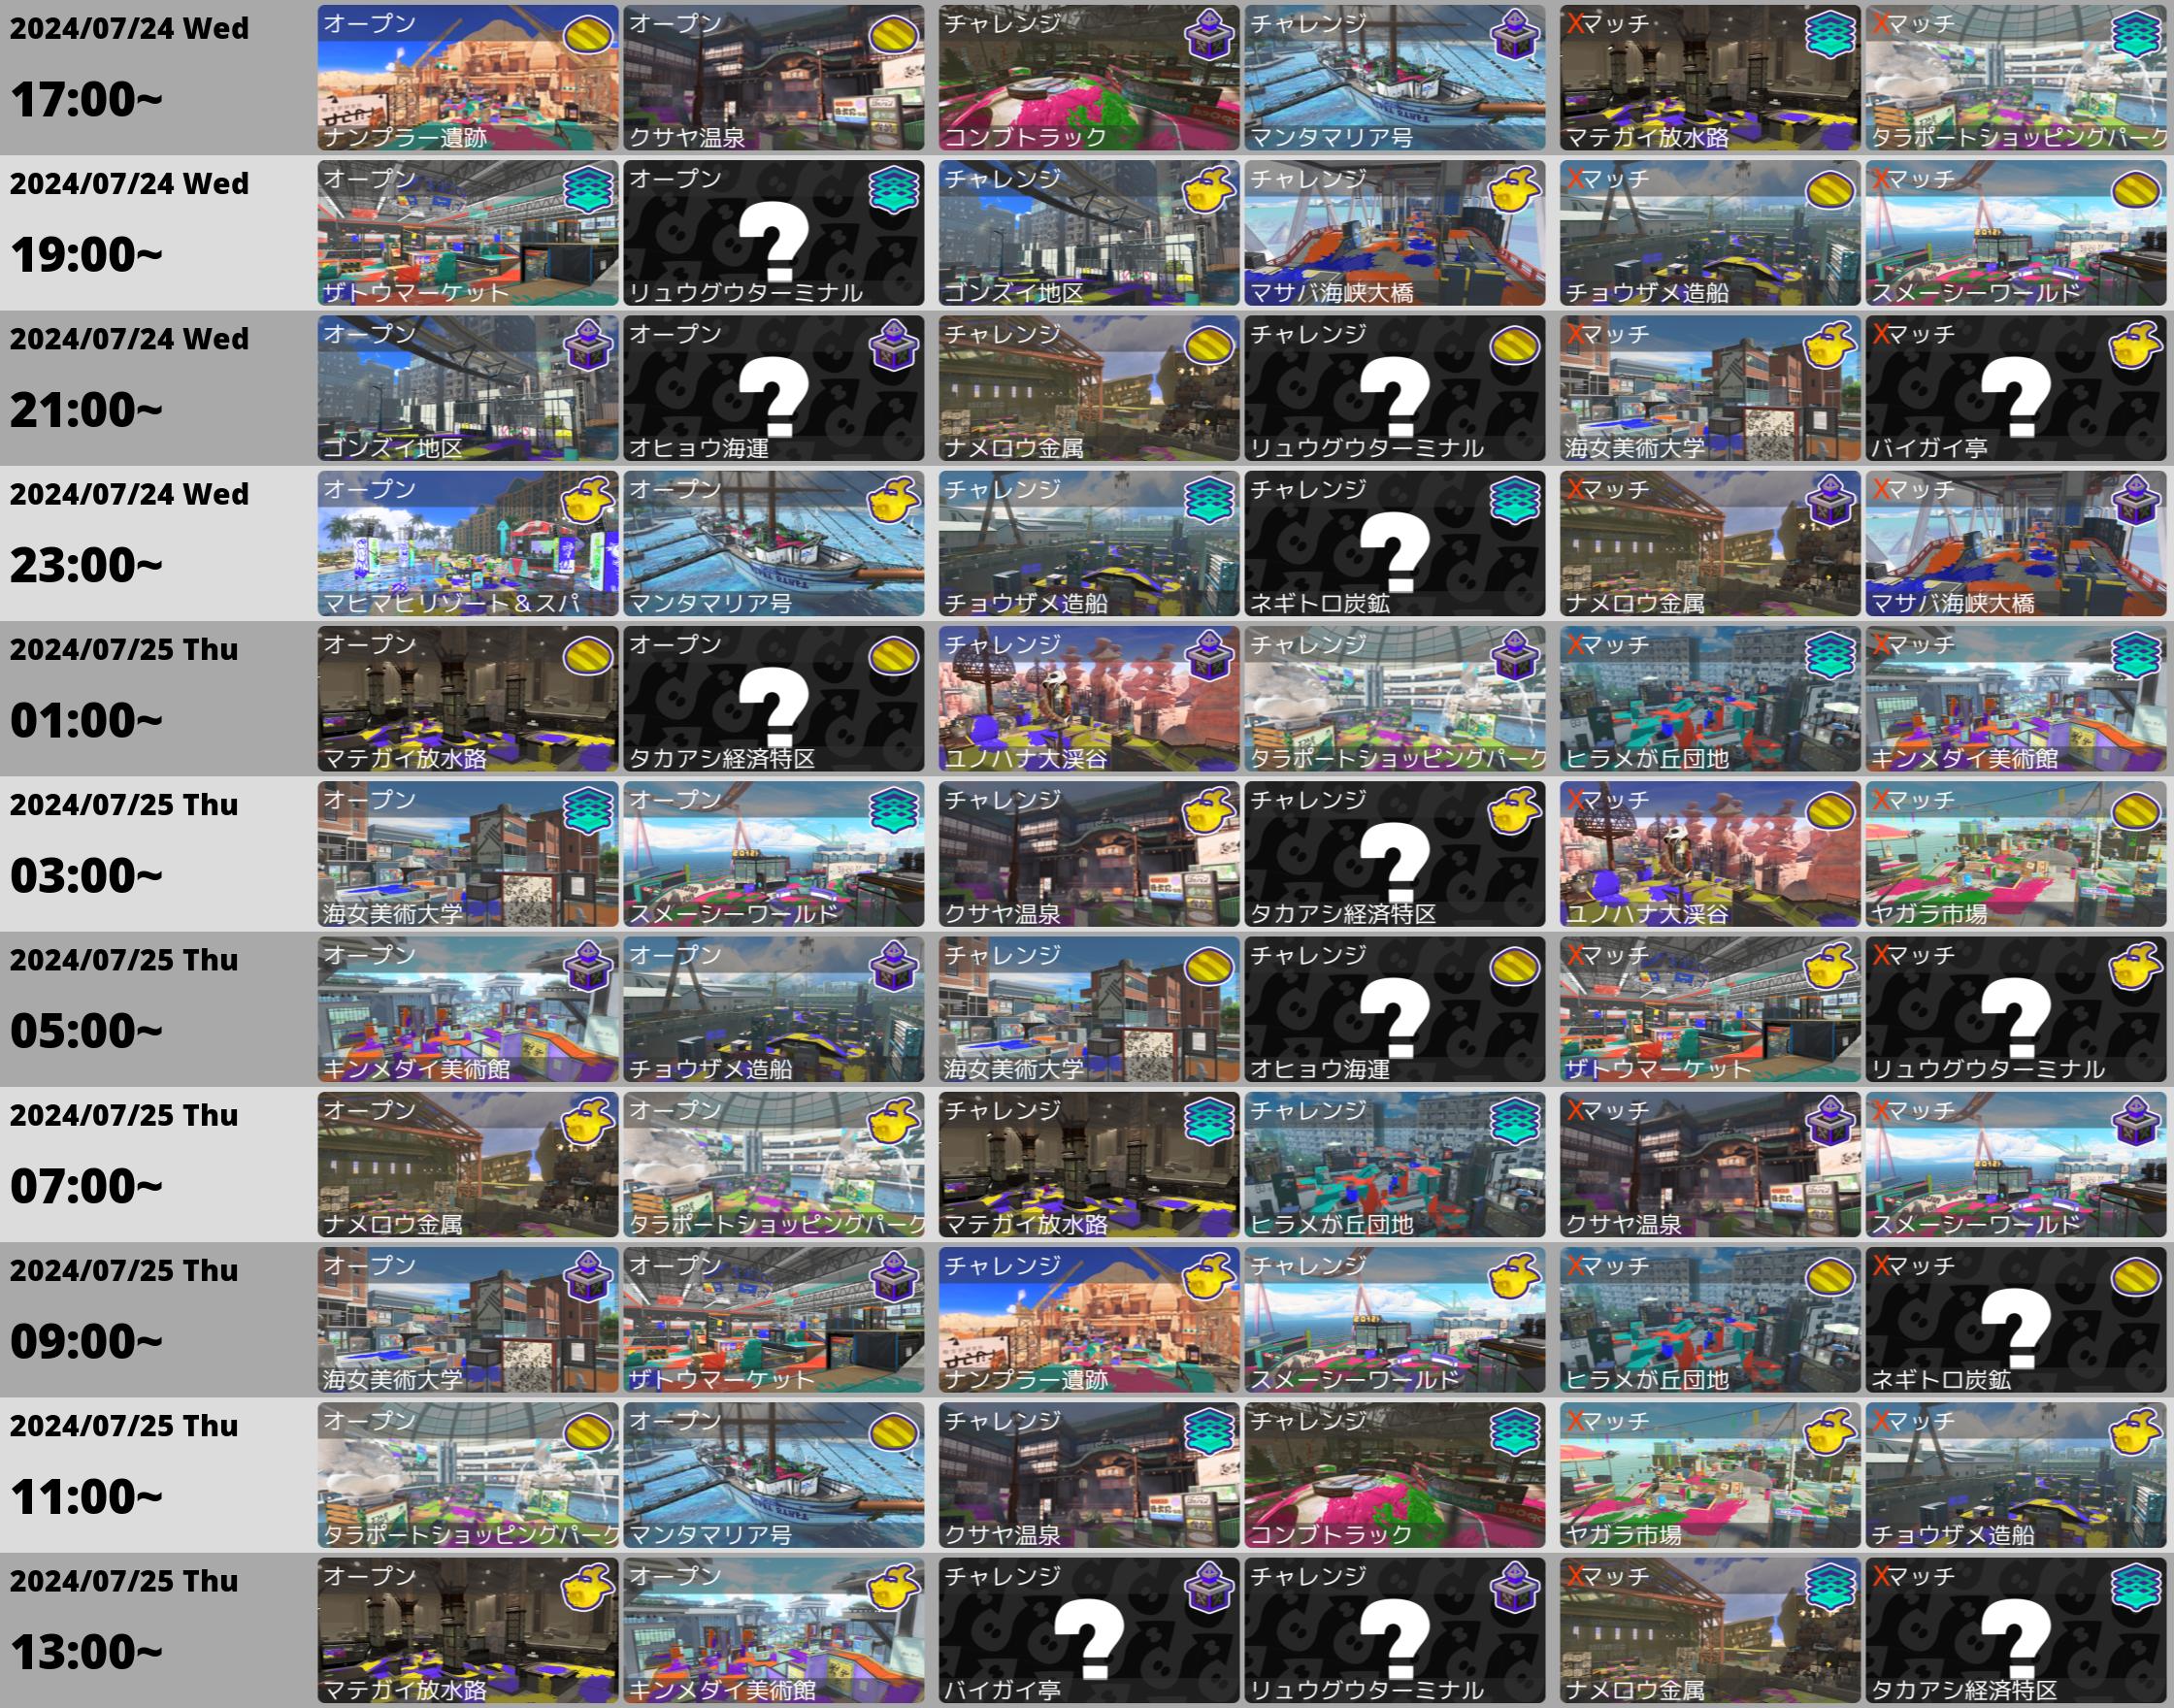 2024/07/24 Wed
17:00~
オープン
ナンプラー遺跡
オープン
クサヤ温泉
チャレンジ
コンブトラック
チャレンジ
マンタマリア号
Xマッチ
マテガイ放水路
Xマッチ
タラポートショッピングパーク
2024/07/24 Wed
19:00~
オープン
ザトウマーケット
オープン
?
リュウグウターミナル
チャレンジ
ゴンズイ地区
チャレンジ
マサバ海峡大橋
Xマッチ
チョウザメ造船
Xマッチ
スメーシーワールド
2024/07/24 Wed
21:00~
オープン
ゴンズイ地区
オープン
?
オヒョウ海運
チャレンジ
ナメロウ金属
チャレンジ
?
リュウグウターミナル
Xマッチ
海女美術大学
Xマッチ
?
バイガイ亭
2024/07/24 Wed
23:00~
オープン
マヒマヒリゾート&スパ
オープン
マンタマリア号
チャレンジ
チョウザメ造船
チャレンジ
?
ネギトロ炭鉱
Xマッチ
ナメロウ金属
Xマッチ
マサバ海峡大橋
2024/07/25 Thu
01:00~
オープン
マテガイ放水路
オープン
?
タカアシ経済特区
チャレンジ
ユノハナ大渓谷
チャレンジ
タラポートショッピングパーク
Xマッチ
ヒラメが丘団地
Xマッチ
キンメダイ美術館
2024/07/25 Thu
03:00~
オープン
海女美術大学
オープン
スメーシーワールド
チャレンジ
クサヤ温泉
チャレンジ
?
タカアシ経済特区
Xマッチ
ユノハナ大渓谷
Xマッチ
ヤガラ市場
2024/07/25 Thu
05:00~
オープン
キンメダイ美術館
オープン
チョウザメ造船
チャレンジ
海女美術大学
チャレンジ
?
オヒョウ海運
Xマッチ
ザトウマーケット
Xマッチ
?
リュウグウターミナル
2024/07/25 Thu
07:00~
オープン
ナメロウ金属
オープン
タラポートショッピングパーク
チャレンジ
マテガイ放水路
チャレンジ
ヒラメが丘団地
Xマッチ
クサヤ温泉
Xマッチ
スメーシーワールド
2024/07/25 Thu
09:00~
オープン
海女美術大学
オープン
ザトウマーケット
チャレンジ
ナンプラー遺跡
チャレンジ
スメーシーワールド
Xマッチ
ヒラメが丘団地
Xマッチ
?
ネギトロ炭鉱
2024/07/25 Thu
11:00~
オープン
タラポートショッピングパーク
オープン
マンタマリア号
チャレンジ
クサヤ温泉
チャレンジ
コンブトラック
Xマッチ
ヤガラ市場
Xマッチ
チョウザメ造船
2024/07/25 Thu
13:00~
オープン
マテガイ放水路
オープン
キンメダイ美術館
チャレンジ
?
バイガイ亭
チャレンジ
?
リュウグウターミナル
Xマッチ
ナメロウ金属
Xマッチ
?
タカアシ経済特区